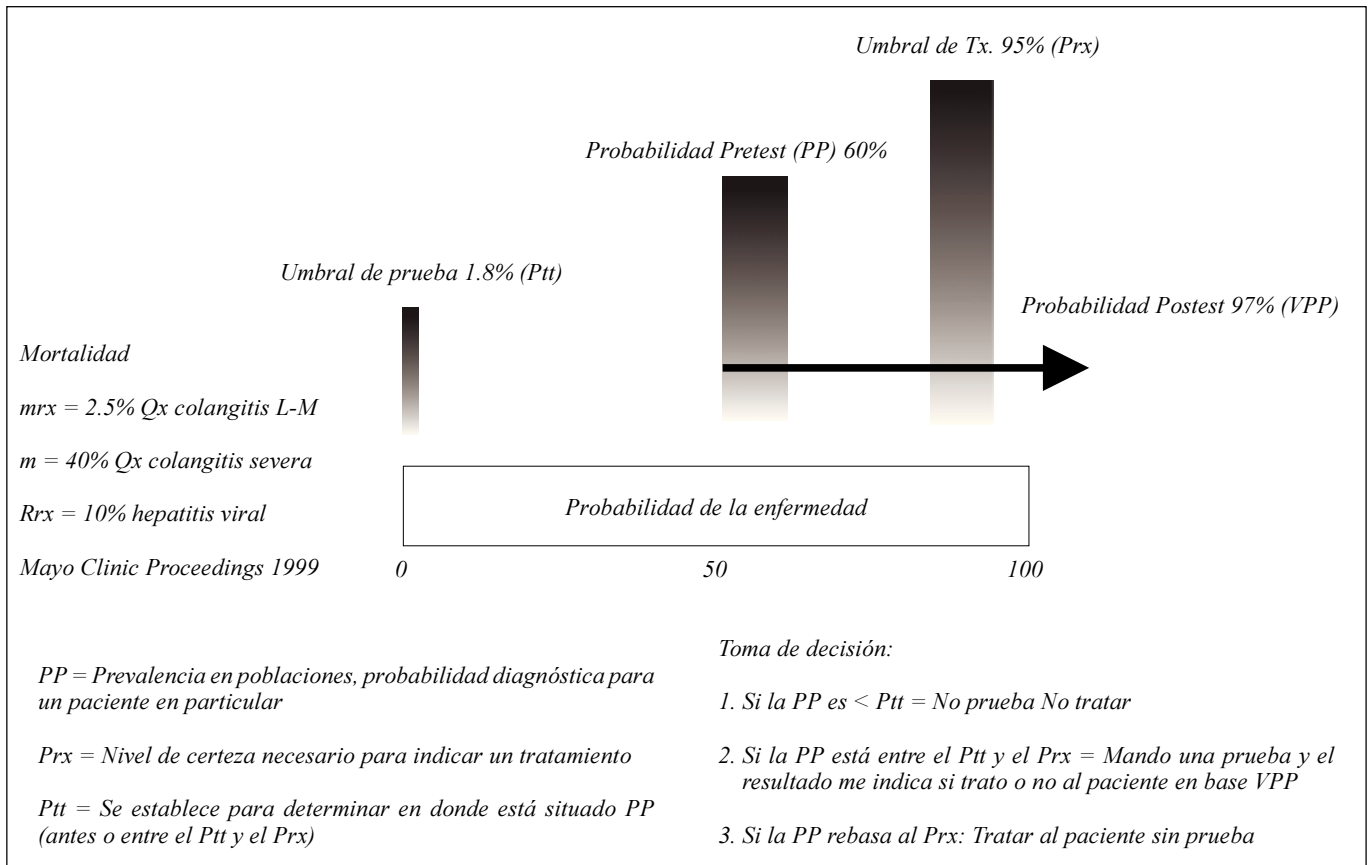 Umbral de Tx. 95% (Prx)
Probabilidad Pretest (PP) 60%
Umbral de prueba 1.8% (Ptt)
Probabilidad Postest 97% (VPP)
Mortalidad
mrx = 2.5% Qx colangitis L-M
m = 40% Qx colangitis severa
Rrx = 10% hepatitis viral
Mayo Clinic Proceedings 1999
Probabilidad de la enfermedad
0
50
100
PP = Prevalencia en poblaciones, probabilidad diagnóstica para
un paciente en particular
Prx = Nivel de certeza necesario para indicar un tratamiento
Ptt = Se establece para determinar en donde está situado PP
(antes o entre el Ptt y el Prx)
Toma de decisión:
1. Si la PP es < Ptt = No prueba No tratar
2. Si la PP está entre el Ptt y el Prx = Mando una prueba y el
resultado me indica si trato o no al paciente en base VPP
3. Si la PP rebasa al Prx: Tratar al paciente sin prueba